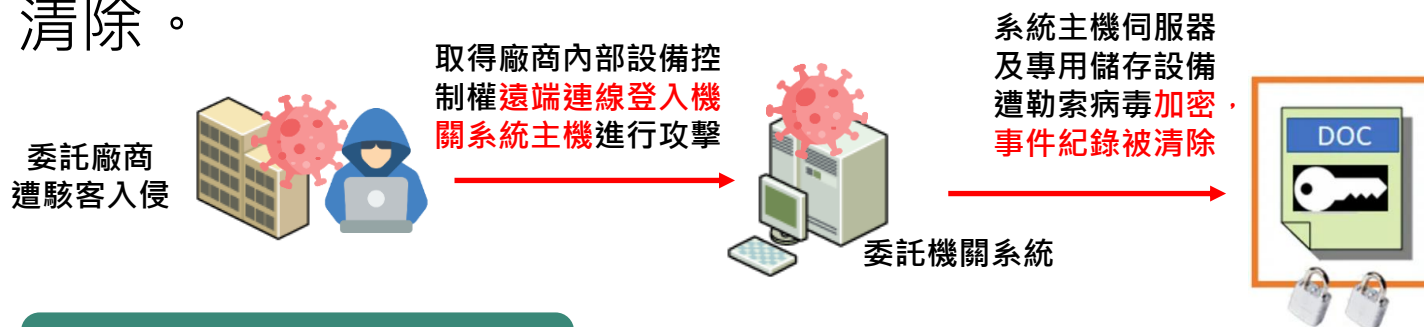 清除。
取得廠商內部設備控
制權遠端連線登入機
關系統主機進行攻擊
系統主機伺服器
及專用儲存設備
遭勒索病毒加密，
事件紀錄被清除
委託廠商
遭駭客入侵
委託機關系統
DOC